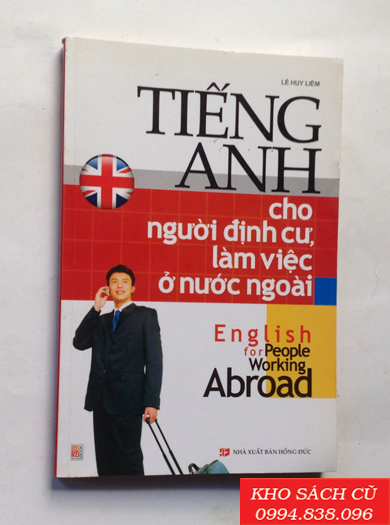 LÊ HUY LIÊM
TIẾNG
ANH
cho
người định cư,
làm việc
ở nước ngoài
English
for People
Working
Abroad
NHÀ XUẤT BẢN HỒNG ĐỨC
KHO SÁCH CŨ
0994.838.096